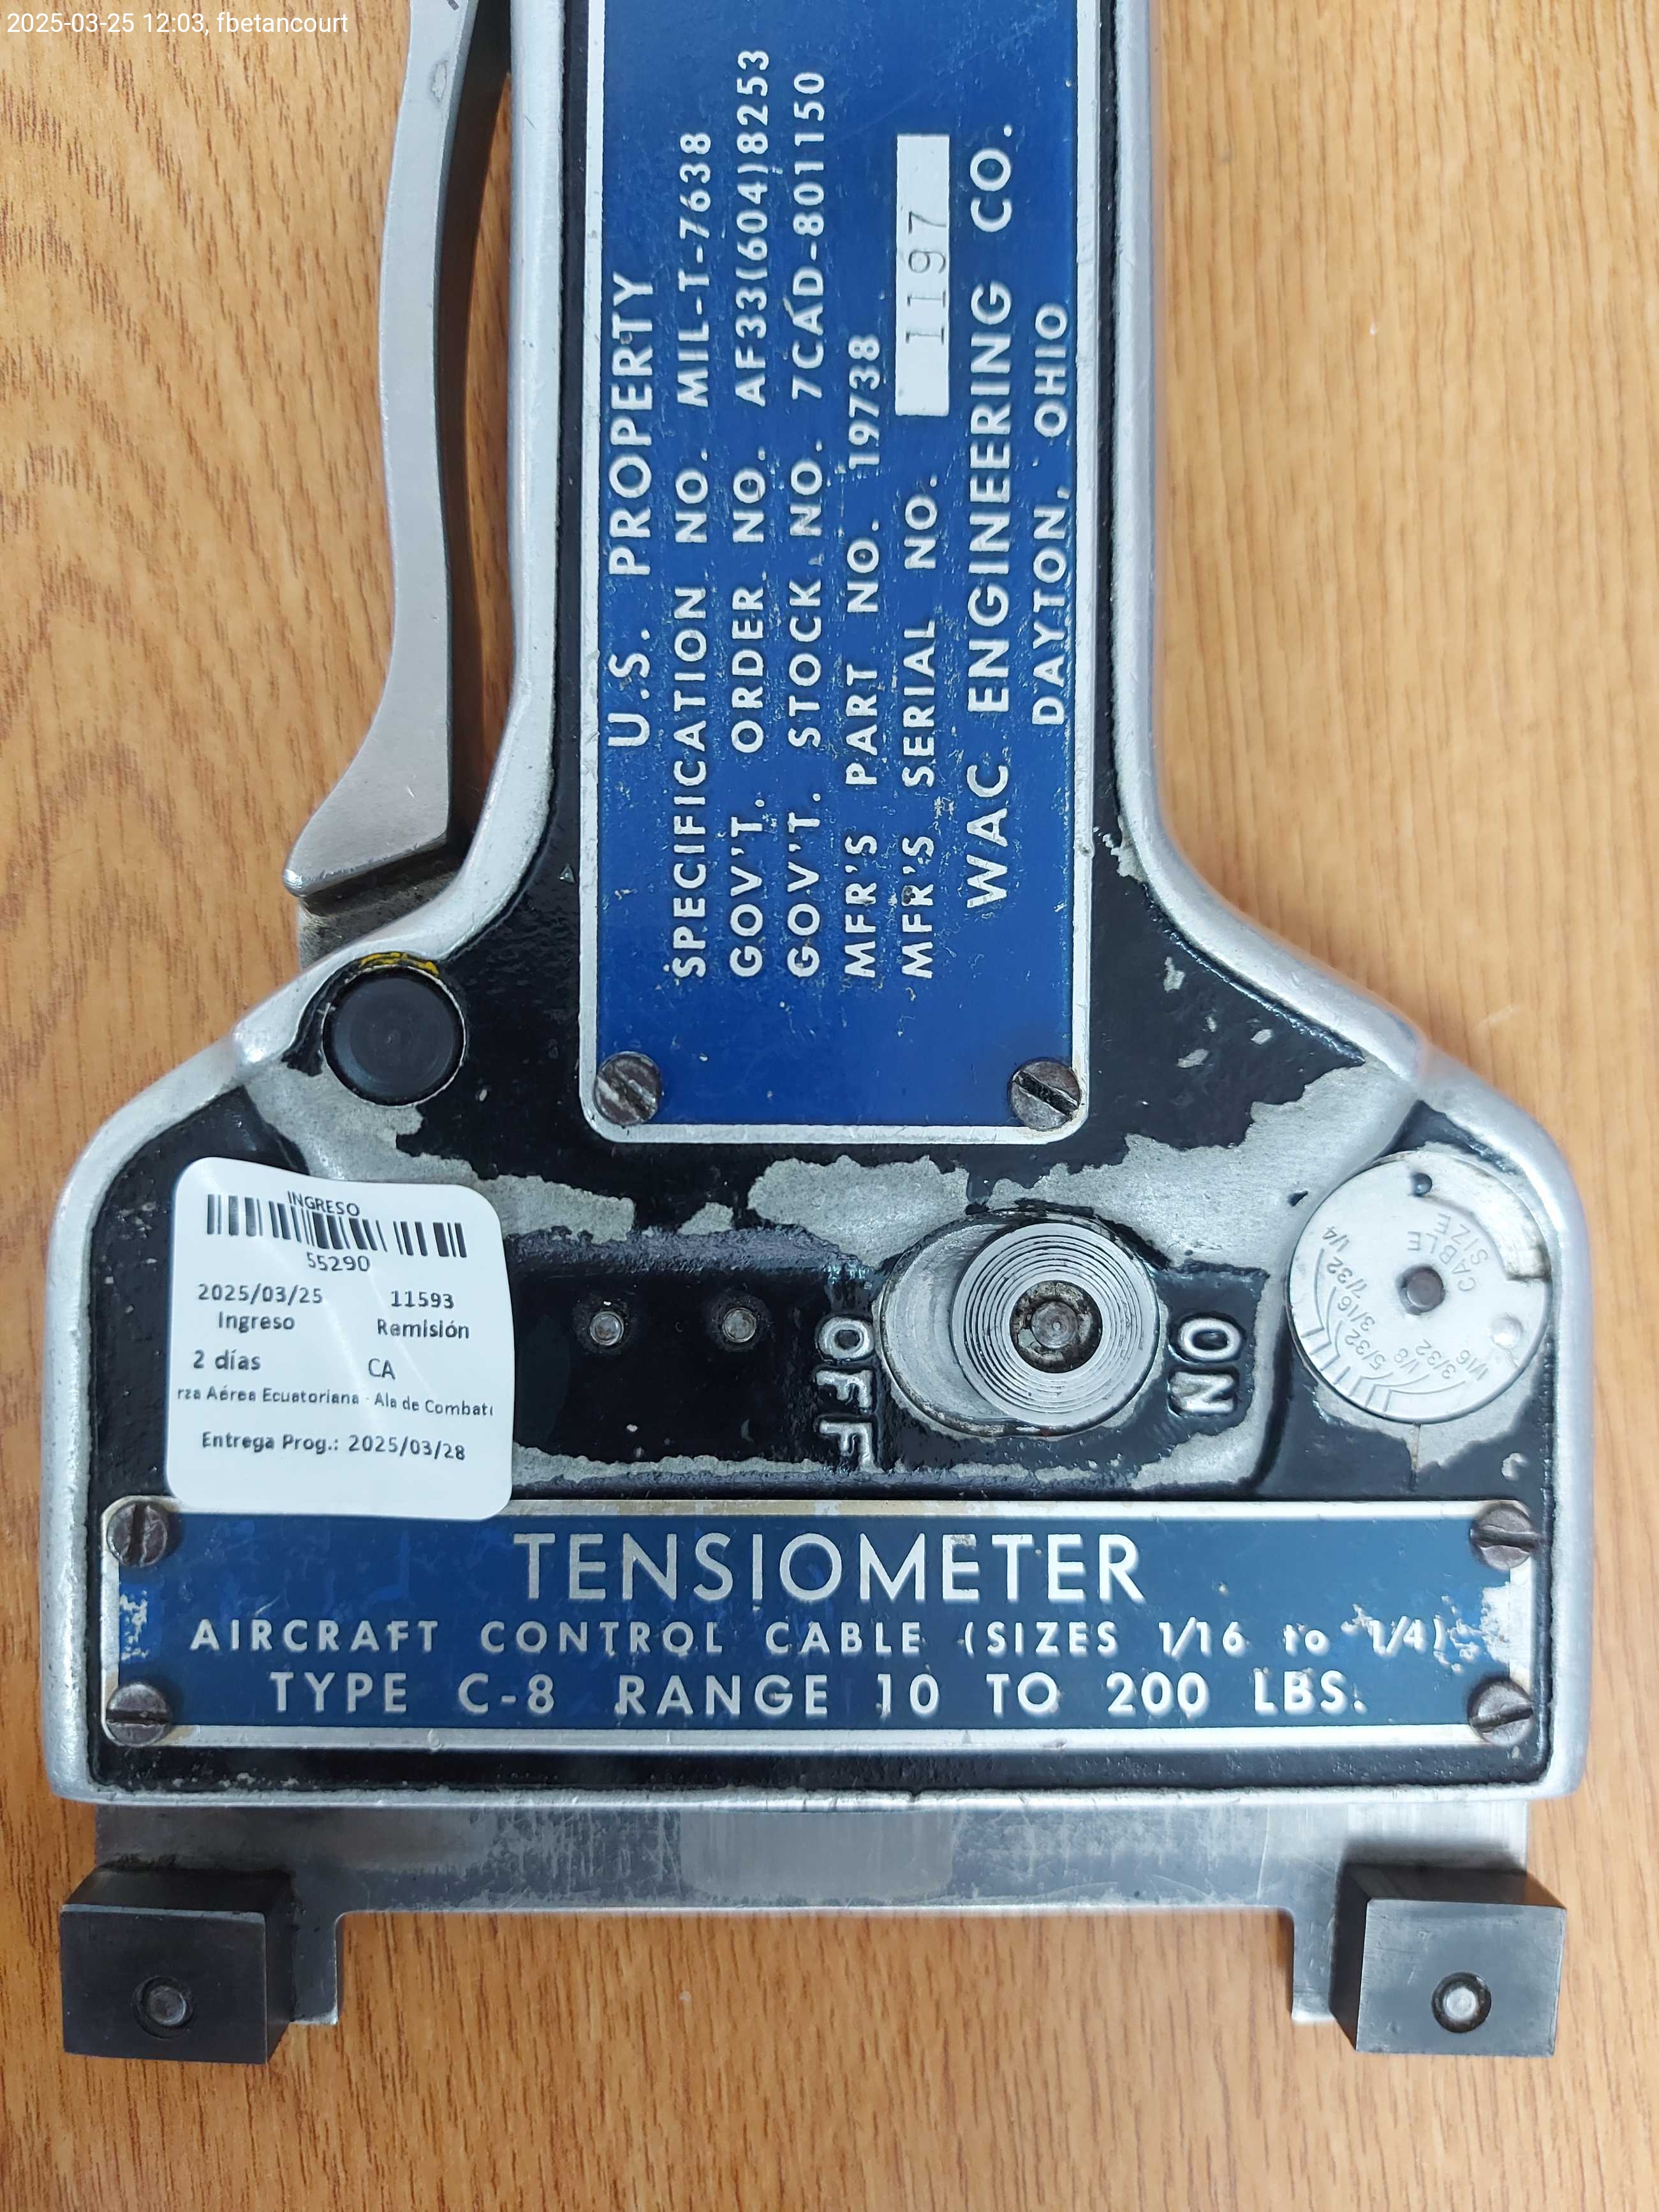 2025-03-25 12:03, fbetancourt
U.S. PROPERTY
SPECIFICATION NO. MIL-T-7638
GOV'T. ORDER NO. AF33(604)8253
GOV'T. STOCK NO. 7CAD-801150
MFR'S PART NO. 19738
MFR'S SERIAL NO. 1197
WAC ENGINEERING CO.
DAYTON, OHIO
INGRESO
55290
2025/03/25 11593
Ingreso Remisión
2 días CA
rza Aérea Ecuatoriana - Ala de Combat
Entrega Prog.: 2025/03/28
OFF
ON
CABLE
SIZE
1/4
7/32
3/16
5/32
1/8
3/32
1/16
TENSIOMETER
AIRCRAFT CONTROL CABLE (SIZES 1/16 to 1/4)
TYPE C-8 RANGE 10 TO 200 LBS.